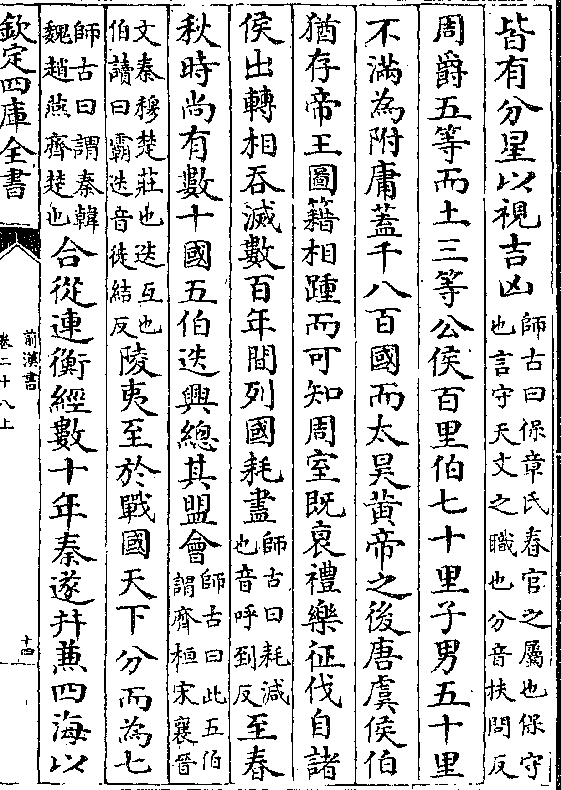 皆有分星以視吉凶師古曰保章氏春官之屬也保守也言守天文之職也分音扶問反
周爵五等而土三等公侯百里伯七十里子男五十里
不滿為附庸蓋千八百國而太昊黄帝之後唐虞侯伯
猶存帝王圖籍相踵而可知周室既衰禮樂征伐自諸
侯出轉相吞滅數百年間列國耗盡師古曰耗減也音呼到反至春
秋時尚有數十國五伯迭興總其盟會師古曰此五伯謂齊桓宋襄晉
文秦穆楚莊也迭互也伯讀曰霸迭音徒結反陵夷至於戰國天下分而為七
師古曰謂秦韓魏趙燕齊楚也合從連衡經數十年秦遂并兼四海以
欽定四庫全書
前漢書
卷二十八上
十四